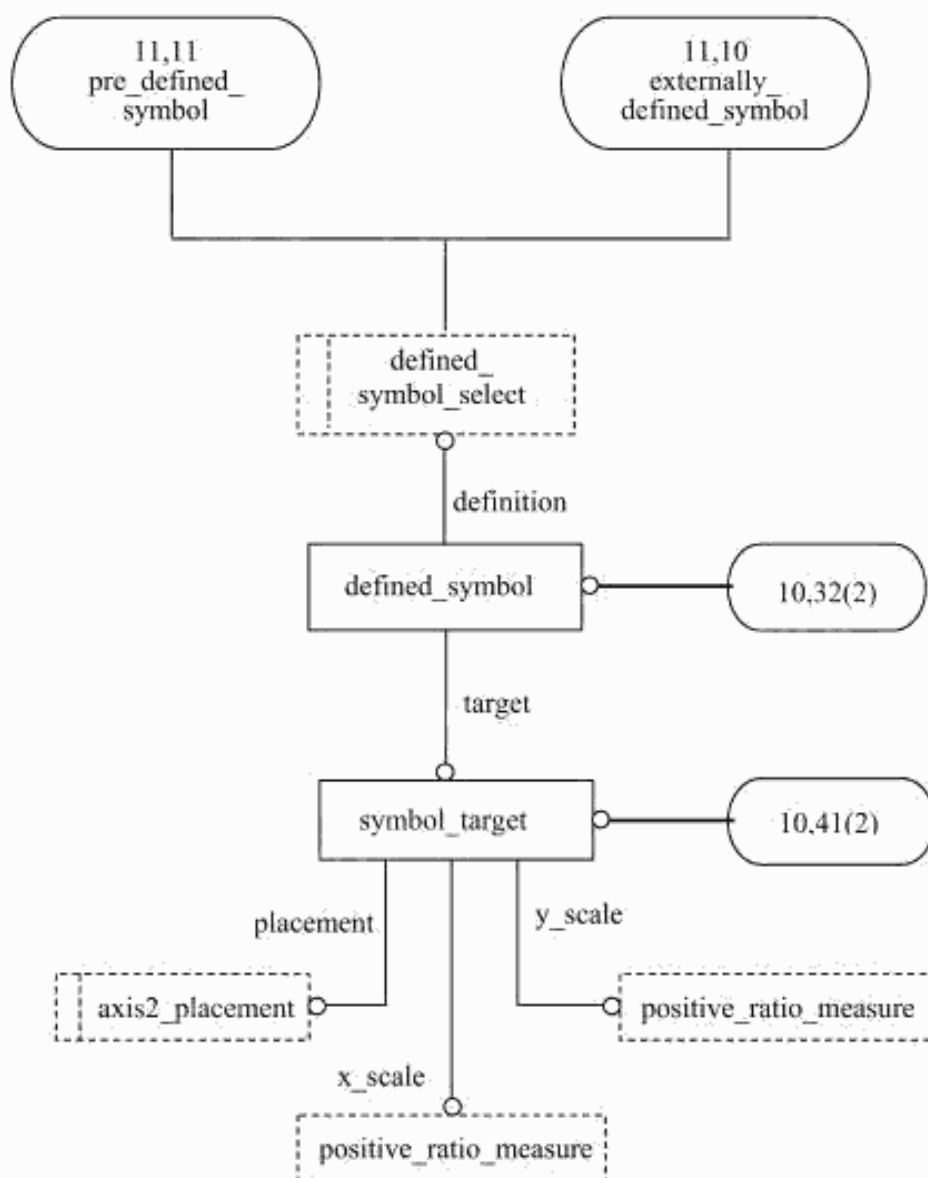 11,11
pre_defined_
symbol
11,10
externally_
defined_symbol
defined_
symbol_select
definition
defined_symbol
10,32(2)
target
symbol_target
10,41(2)
placement
y_scale
axis2_placement
positive_ratio_measure
x_scale
positive_ratio_measure